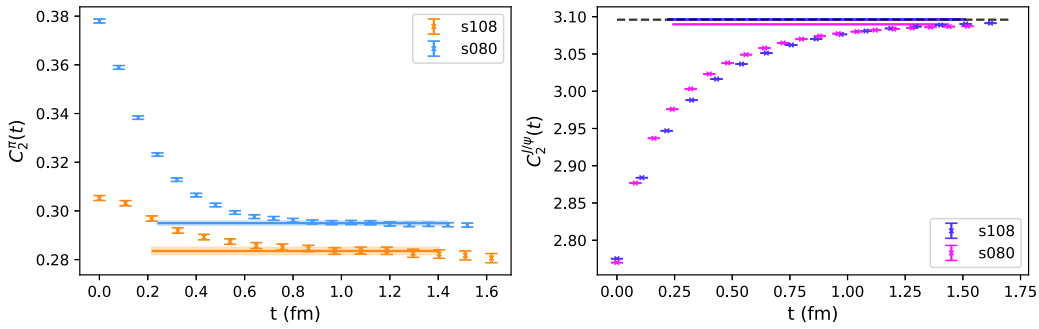 0.38
0.36
0.34
0.32
0.30
0.28
C₂^π(t)
0.0 0.2 0.4 0.6 0.8 1.0 1.2 1.4 1.6
t (fm)
s108
s080
3.10
3.05
3.00
2.95
2.90
2.85
2.80
C₂^{J/ψ}(t)
0.00 0.25 0.50 0.75 1.00 1.25 1.50 1.75
t (fm)
s108
s080